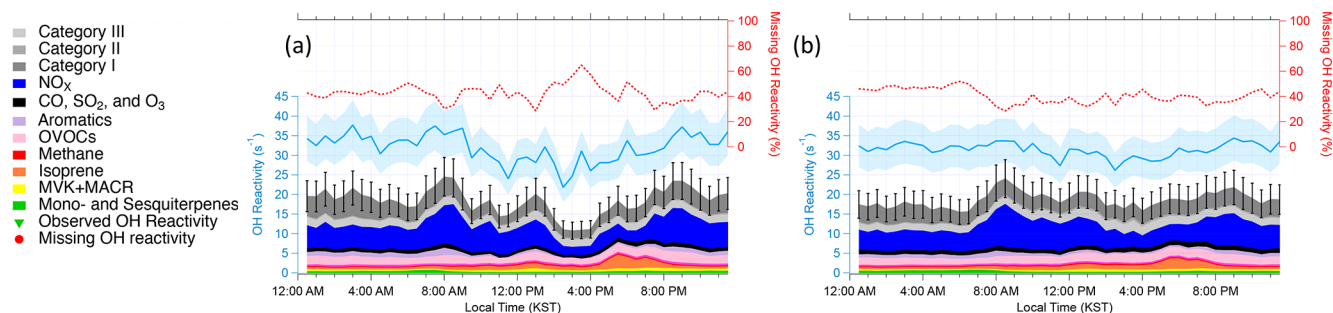 Category III
Category II
Category I
NOX
CO, SO2, and O3
Aromatics
OVOCs
Methane
Isoprene
MVK+MACR
Mono- and Sesquiterpenes
Observed OH Reactivity
Missing OH reactivity
(a)
45
40
35
30
25
20
15
10
5
0
OH Reactivity (s-1)
100
80
60
40
20
0
Missing OH Reactivity (%)
12:00 AM 4:00 AM 8:00 AM 12:00 PM 4:00 PM 8:00 PM
Local Time (KST)
(b)
45
40
35
30
25
20
15
10
5
0
OH Reactivity (s-1)
100
80
60
40
20
0
Missing OH Reactivity (%)
12:00 AM 4:00 AM 8:00 AM 12:00 PM 4:00 PM 8:00 PM
Local Time (KST)